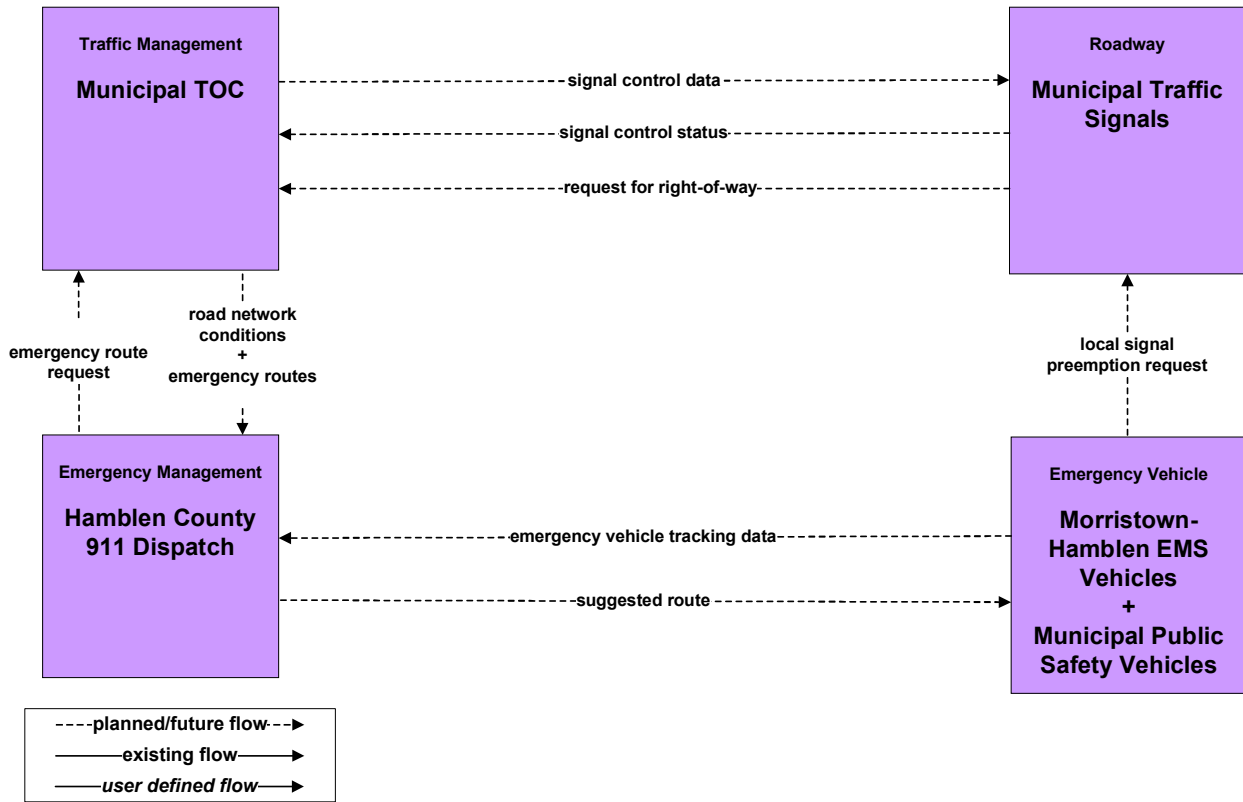 Traffic Management
Municipal TOC
Roadway
Municipal Traffic
Signals
signal control data
signal control status
request for right-of-way
emergency route
request
road network
conditions
+
emergency routes
local signal
preemption request
Emergency Management
Hamblen County
911 Dispatch
Emergency Vehicle
Morristown-
Hamblen EMS
Vehicles
+
Municipal Public
Safety Vehicles
emergency vehicle tracking data
suggested route
planned/future flow
existing flow
user defined flow